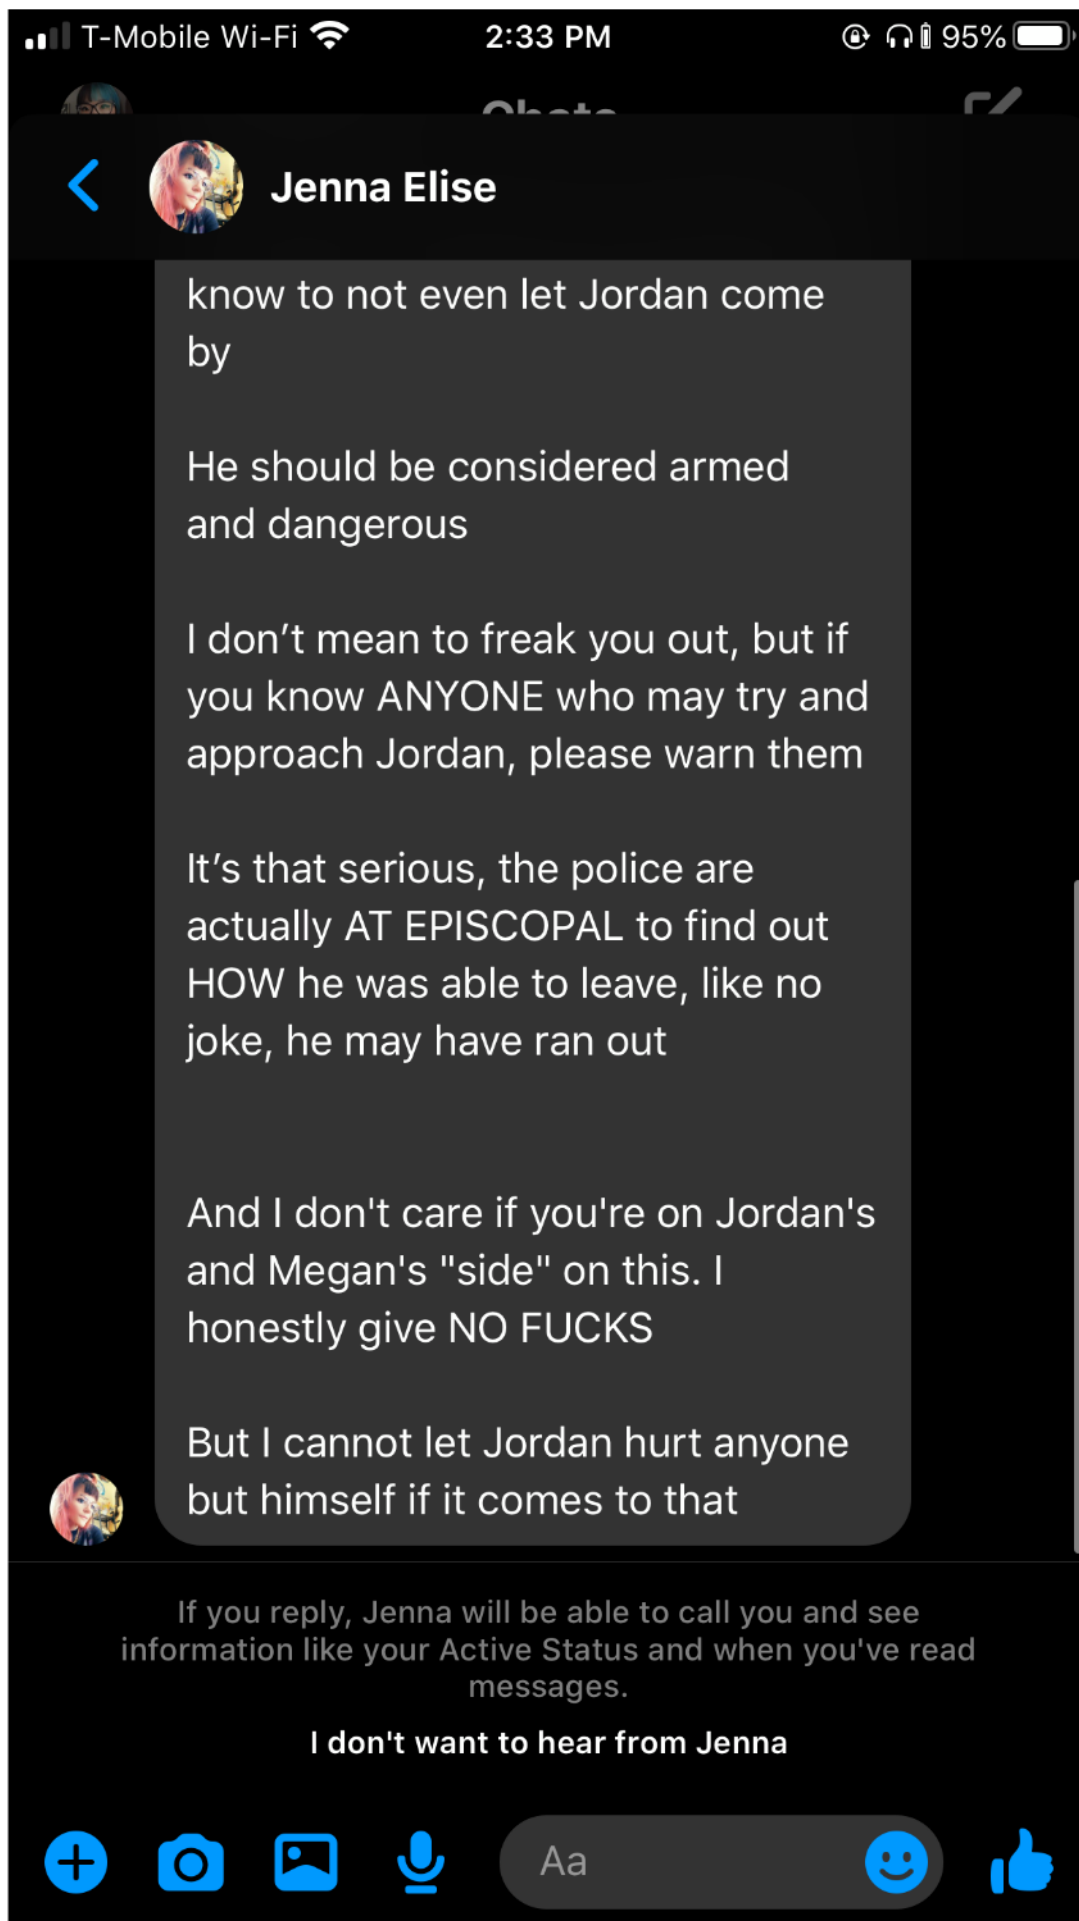 T-Mobile Wi-Fi 2:33 PM 95%
Chats
Jenna Elise
know to not even let Jordan come
by
He should be considered armed
and dangerous
I don’t mean to freak you out, but if
you know ANYONE who may try and
approach Jordan, please warn them
It’s that serious, the police are
actually AT EPISCOPAL to find out
HOW he was able to leave, like no
joke, he may have ran out
And I don't care if you're on Jordan's
and Megan's "side" on this. I
honestly give NO FUCKS
But I cannot let Jordan hurt anyone
but himself if it comes to that
If you reply, Jenna will be able to call you and see
information like your Active Status and when you've read
messages.
I don't want to hear from Jenna
Aa